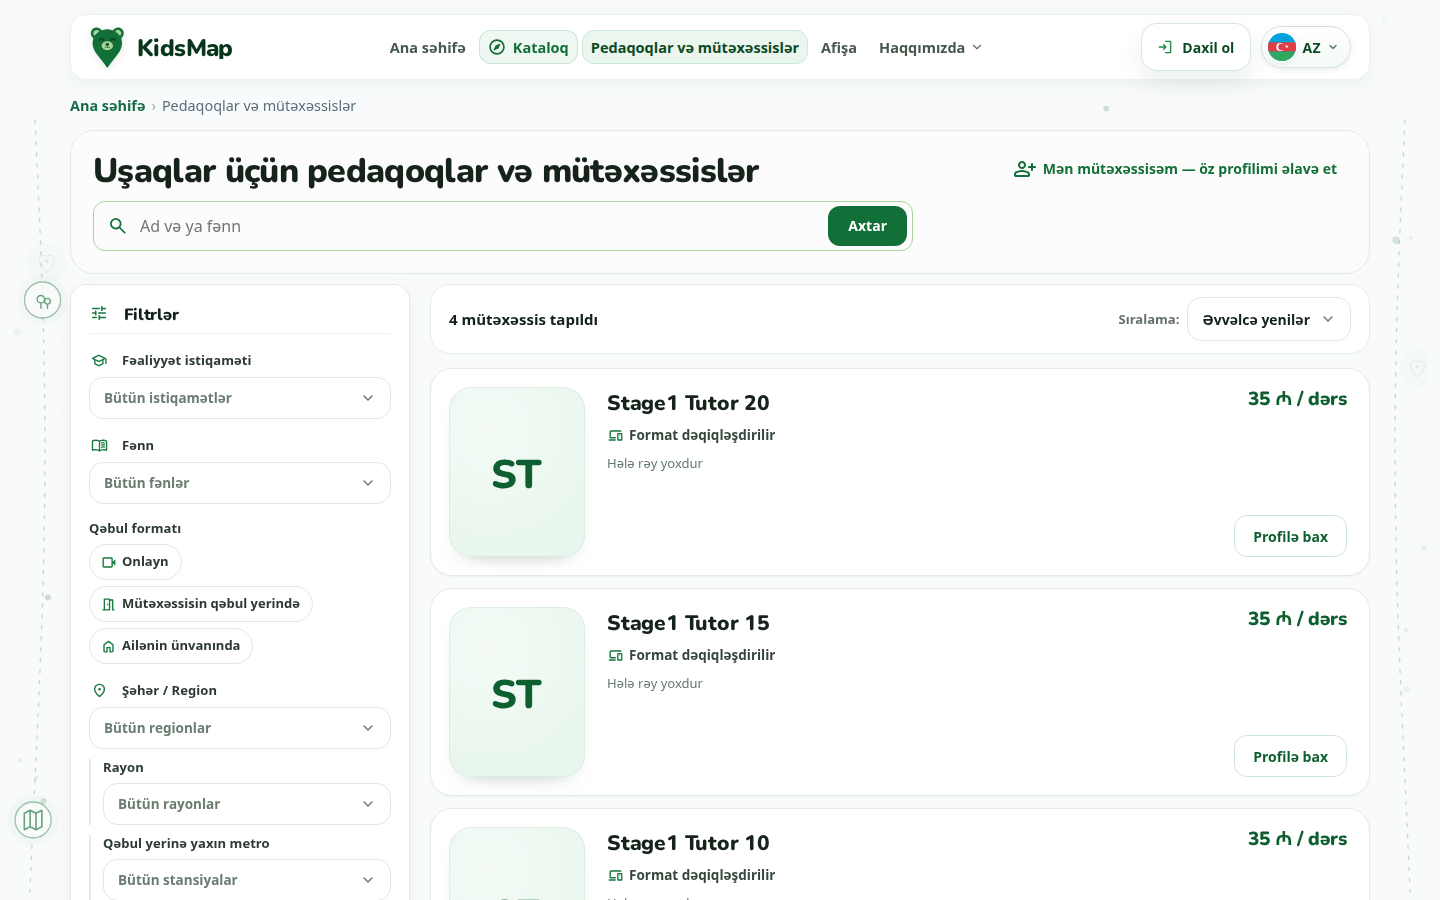 KidsMap
Ana səhifə
Kataloq
Pedaqoqlar və mütəxəssislər
Afişa
Haqqımızda
Daxil ol
AZ
Ana səhifə › Pedaqoqlar və mütəxəssislər
Uşaqlar üçün pedaqoqlar və mütəxəssislər
Mən mütəxəssisəm — öz profilimi əlavə et
Ad və ya fənn
Axtar
Filtrlər
Fəaliyyət istiqaməti
Bütün istiqamətlər
Fənn
Bütün fənlər
Qəbul formatı
Onlayn
Mütəxəssisin qəbul yerində
Ailənin ünvanında
Şəhər / Region
Bütün regionlar
Rayon
Bütün rayonlar
Qəbul yerinə yaxın metro
Bütün stansiyalar
4 mütəxəssis tapıldı
Sıralama:
Əvvəlcə yenilər
ST
Stage1 Tutor 20
Format dəqiqləşdirilir
Hələ rəy yoxdur
35 ₼ / dərs
Profilə bax
ST
Stage1 Tutor 15
Format dəqiqləşdirilir
Hələ rəy yoxdur
35 ₼ / dərs
Profilə bax
Stage1 Tutor 10
Format dəqiqləşdirilir
35 ₼ / dərs